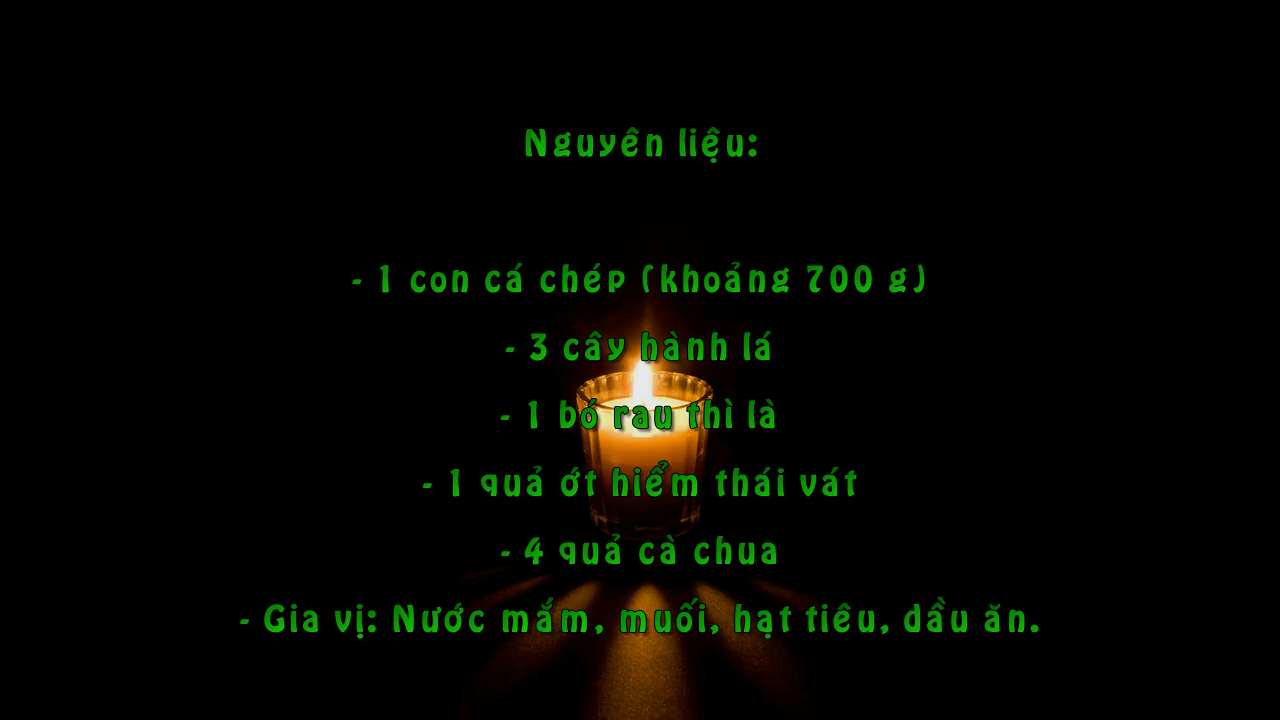 Nguyên liệu:
- 1 con cá chép (khoảng 700 g)
- 3 cây hành lá
- 1 bó rau thì là
- 1 quả ớt hiểm thái vát
- 4 quả cà chua
- Gia vị: Nước mắm, muối, hạt tiêu, dầu ăn.